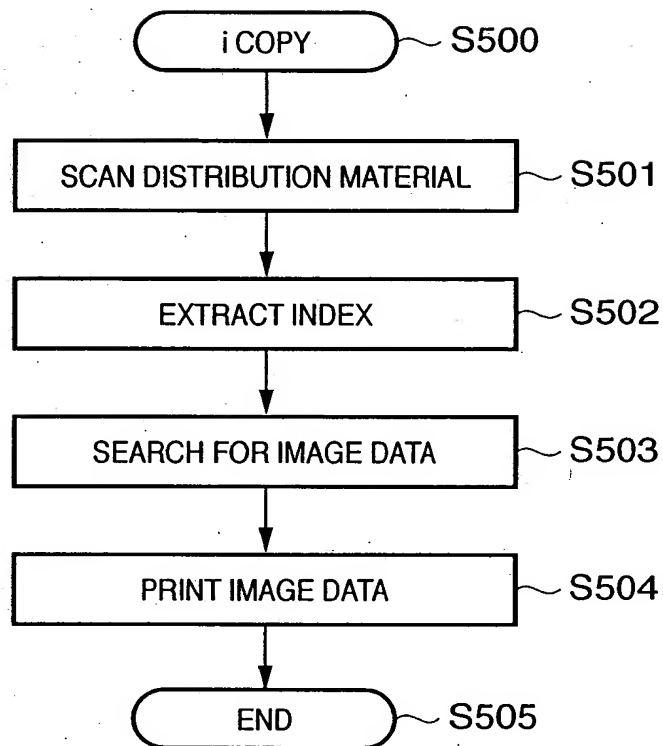 i COPY S500
SCAN DISTRIBUTION MATERIAL S501
EXTRACT INDEX S502
SEARCH FOR IMAGE DATA S503
PRINT IMAGE DATA S504
END S505